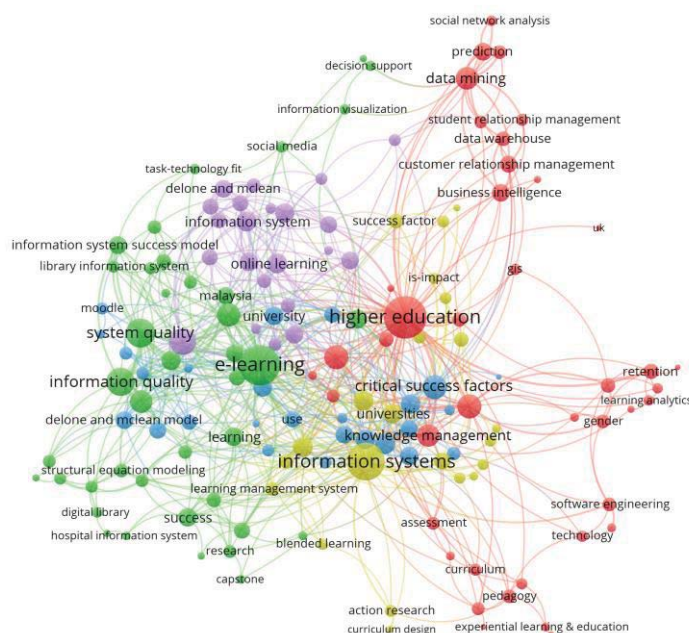 social network analysis
prediction
decision support
data mining
information visualization
student relationship management
data warehouse
social media
customer relationship management
task-technology fit
delone and mclean
business intelligence
information system
success factor
uk
information system success model
online learning
library information system
is-impact
gis
malaysia
moodle
university
higher education
system quality
e-learning
retention
information quality
critical success factors
learning analytics
universities
gender
delone and mclean model
use
learning
knowledge management
information systems
structural equation modeling
learning management system
software engineering
digital library
success
assessment
hospital information system
technology
research
blended learning
capstone
curriculum
pedagogy
action research
curriculum design
experiential learning & education